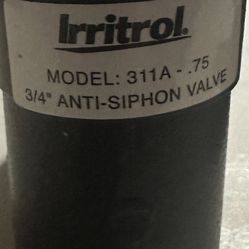 Irritrol.
MODEL: 311A - .75
3/4" ANTI-SIPHON VALVE